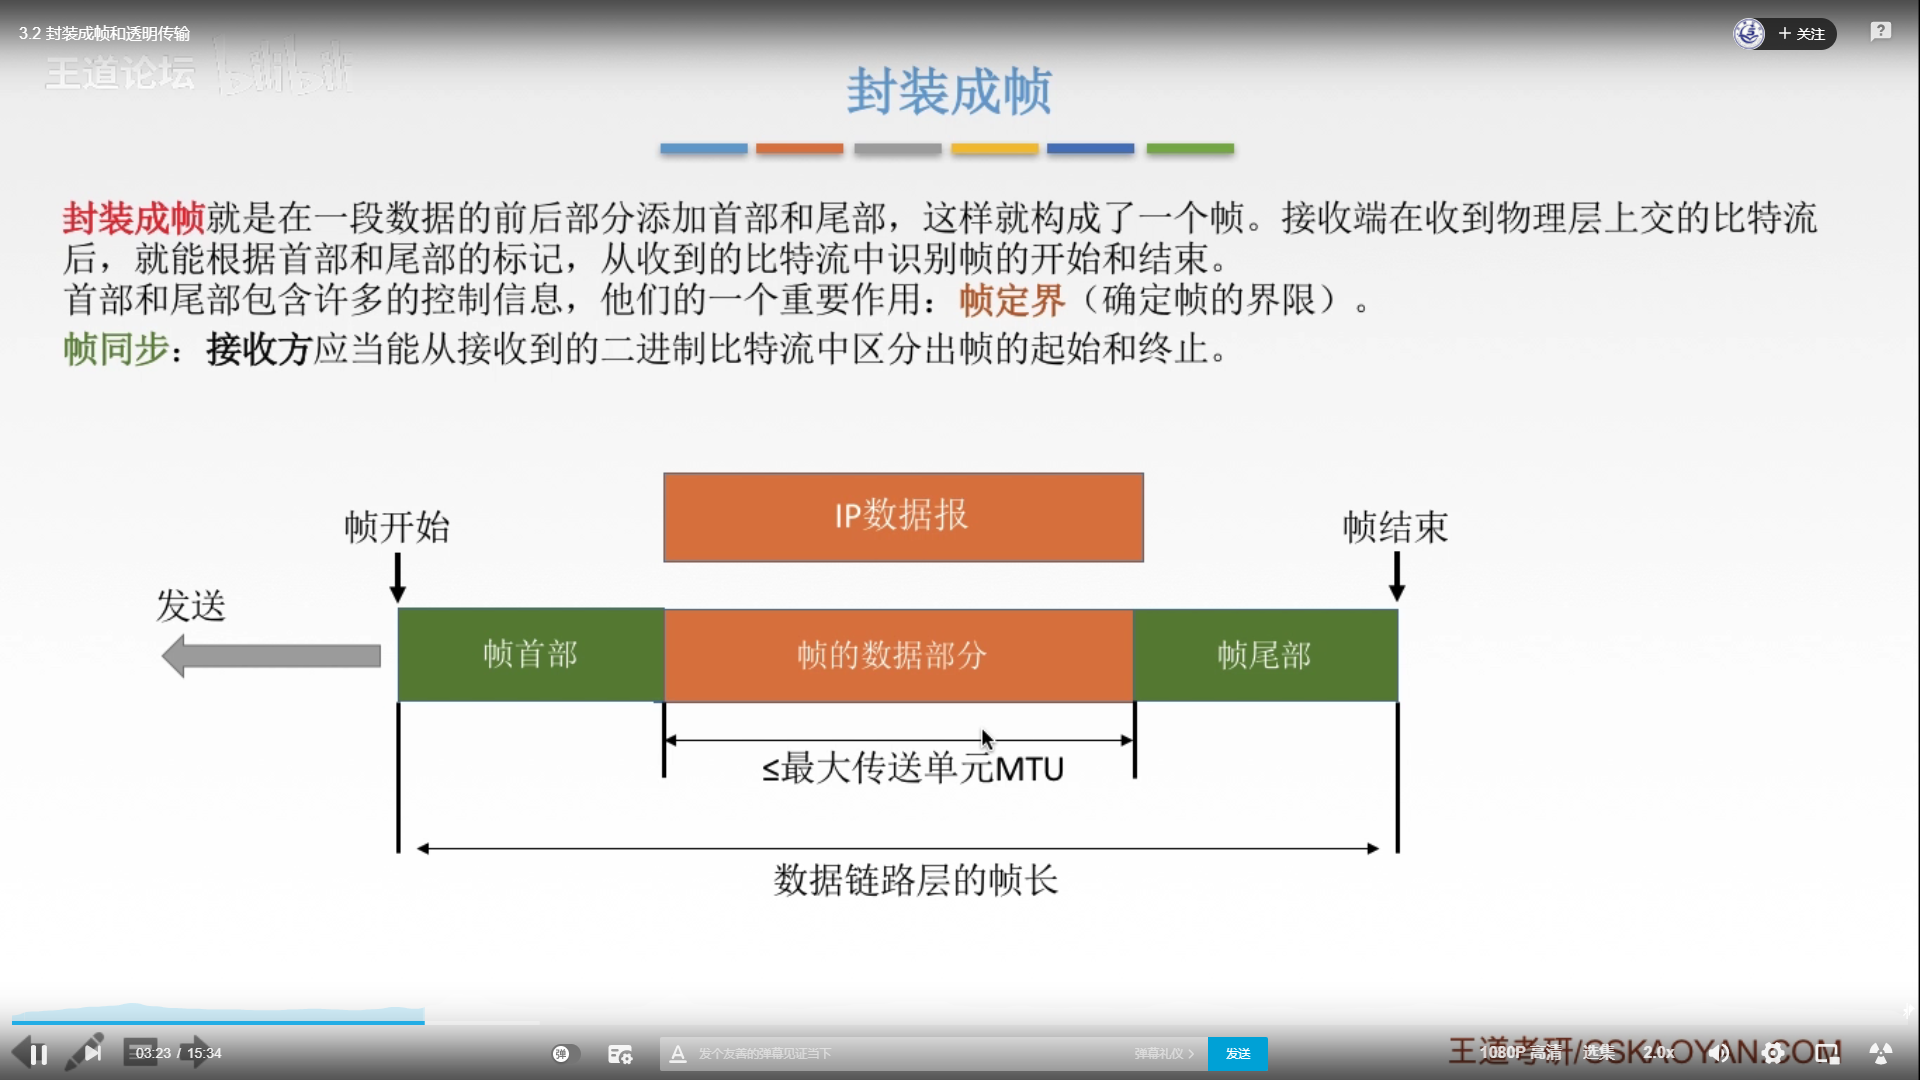 3.2 封装成帧和透明传输
+ 关注
?
王道论坛 bilibili
封装成帧
封装成帧就是在一段数据的前后部分添加首部和尾部，这样就构成了一个帧。接收端在收到物理层上交的比特流
后，就能根据首部和尾部的标记，从收到的比特流中识别帧的开始和结束。
首部和尾部包含许多的控制信息，他们的一个重要作用：帧定界（确定帧的界限）。
帧同步：接收方应当能从接收到的二进制比特流中区分出帧的起始和终止。
IP数据报
帧开始
帧结束
发送
帧首部
帧的数据部分
帧尾部
≤最大传送单元MTU
数据链路层的帧长
03:23 / 15:34
弹
A 发个友善的弹幕见证当下
弹幕礼仪 >
发送
王道考研/CSKAOYAN.COM
1080P 高清
选集
2.0x